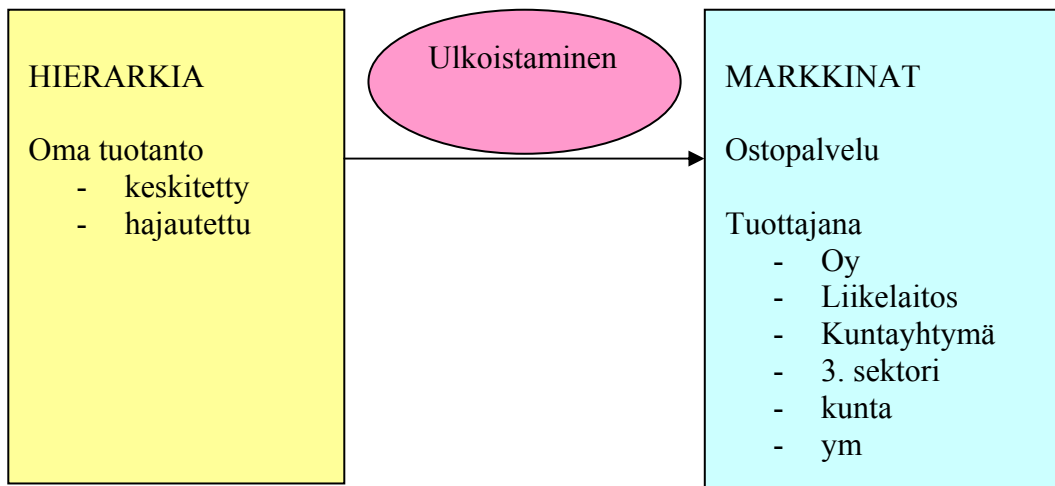 HIERARKIA
Oma tuotanto
- keskitetty
- hajautettu
Ulkoistaminen
MARKKINAT
Ostopalvelu
Tuottajana
- Oy
- Liikelaitos
- Kuntayhtymä
- 3. sektori
- kunta
- ym